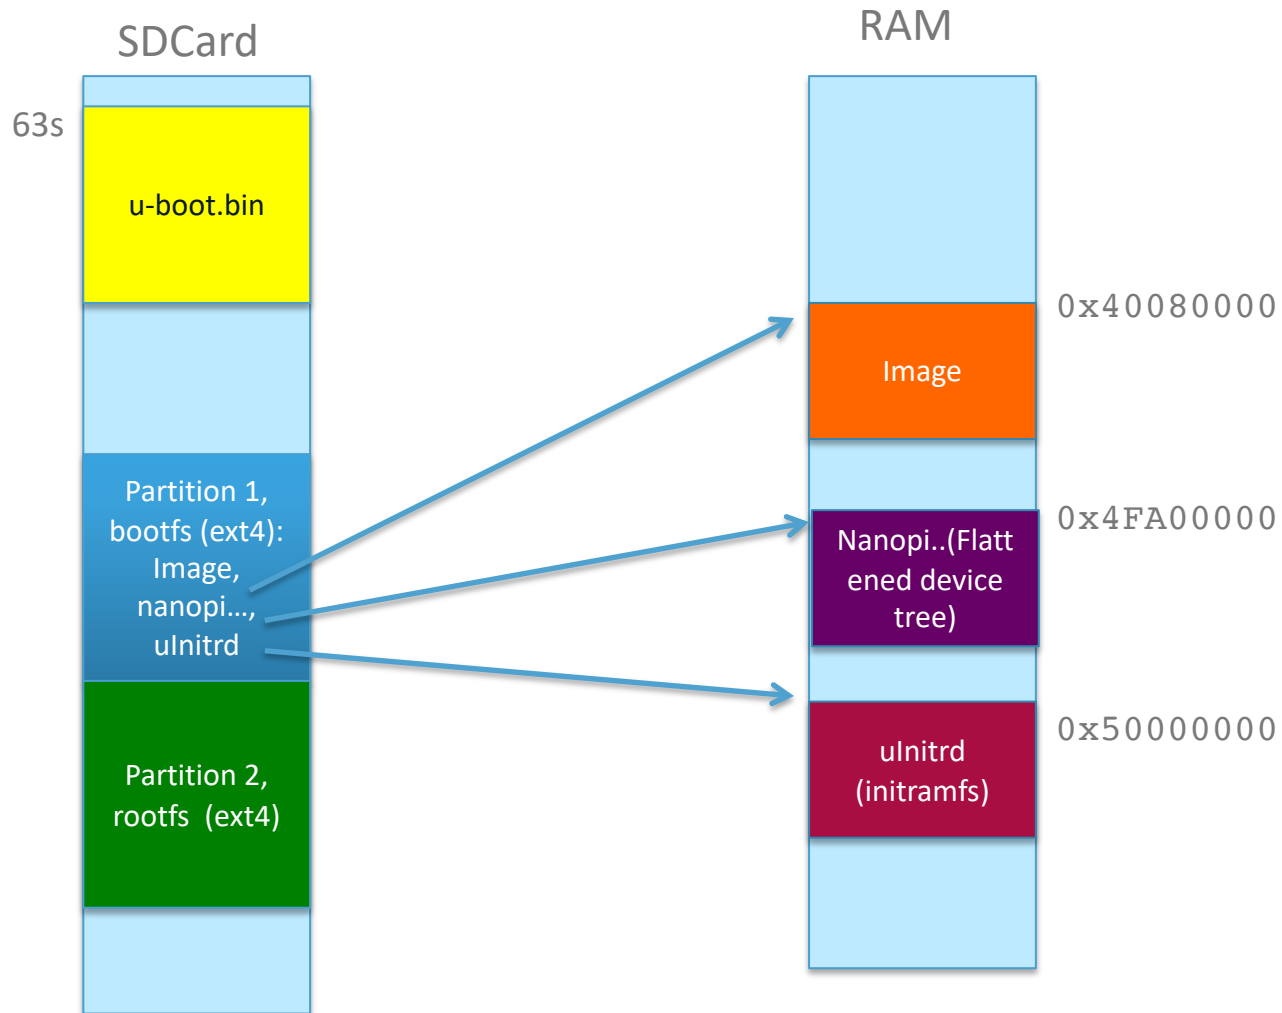 SDCard
63s
u-boot.bin
Partition 1,
bootfs (ext4):
Image,
nanopi...,
uInitrd
Partition 2,
rootfs (ext4)
RAM
0x40080000
Image
0x4FA00000
Nanopi..(Flatt
ened device
tree)
0x50000000
uInitrd
(initramfs)